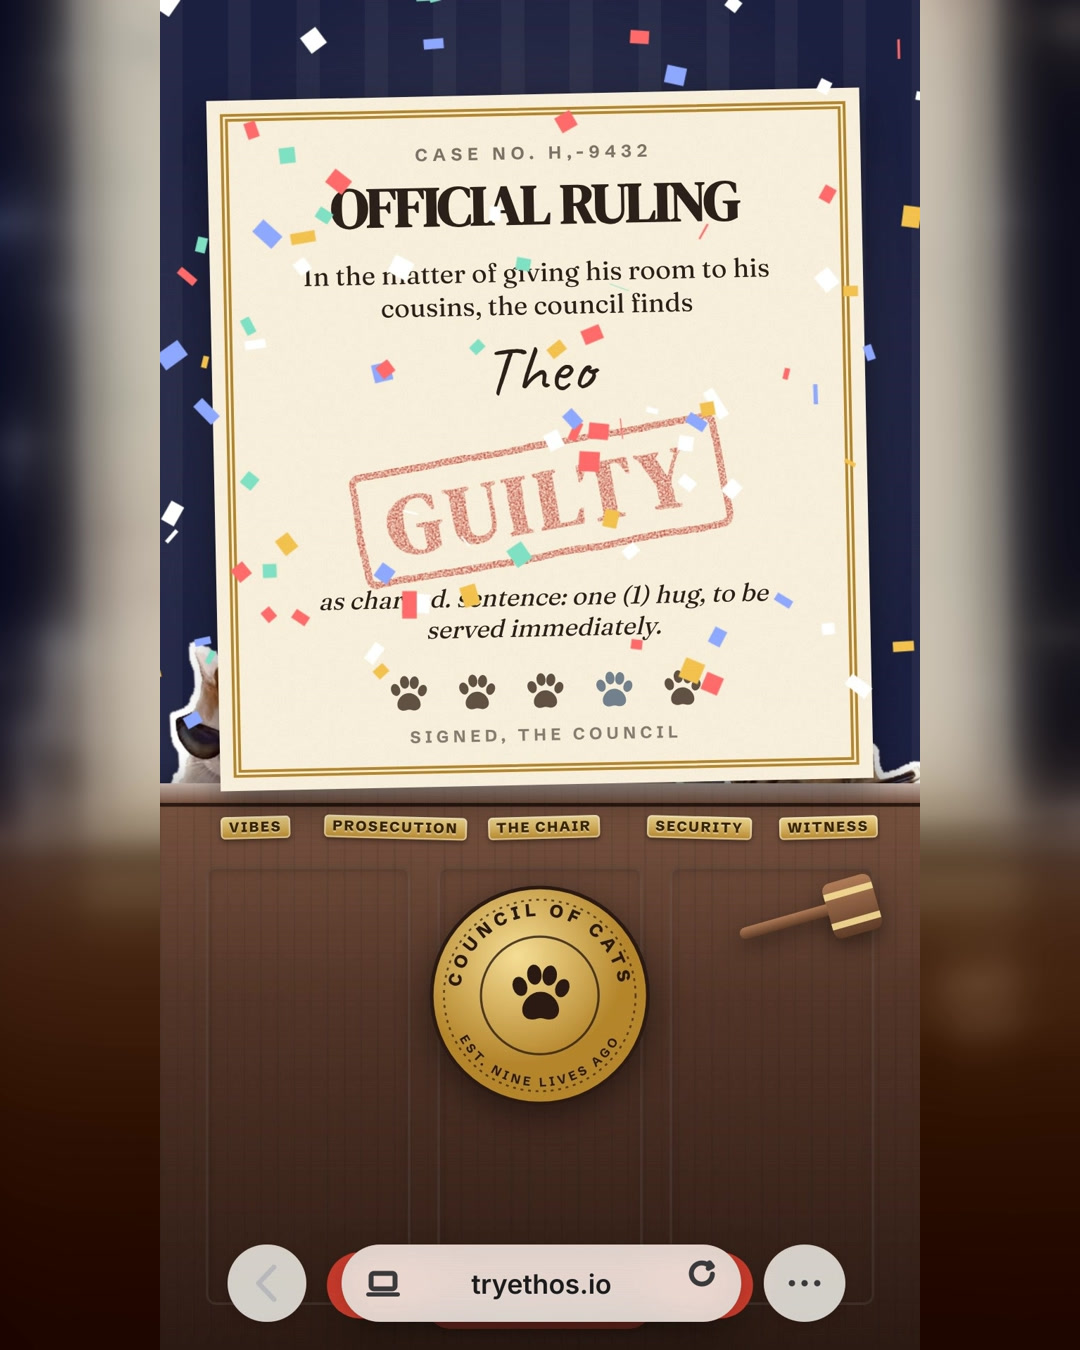 CASE NO. H,-9432
OFFICIAL RULING
In the matter of giving his room to his
cousins, the council finds
Theo
GUILTY
as char d. sentence: one (1) hug, to be
served immediately.
SIGNED, THE COUNCIL
VIBES
PROSECUTION
THE CHAIR
SECURITY
WITNESS
COUNCIL OF CATS
EST. NINE LIVES AGO
tryethos.io